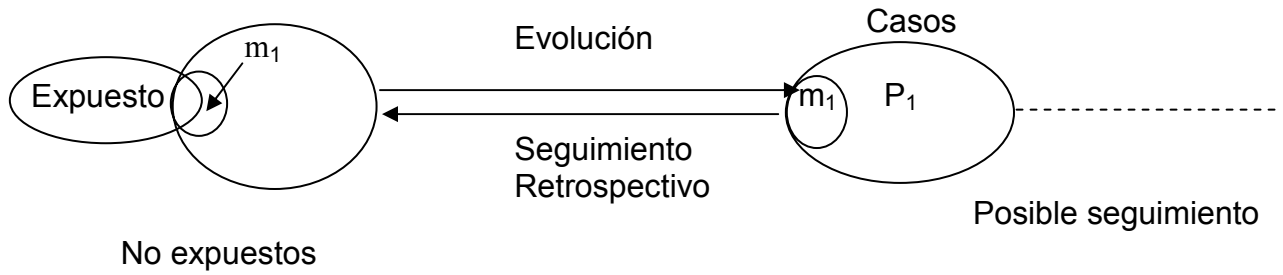 Casos
Evolución
m₁
Expuesto
m₁
P₁
Seguimiento
Retrospectivo
Posible seguimiento
No expuestos